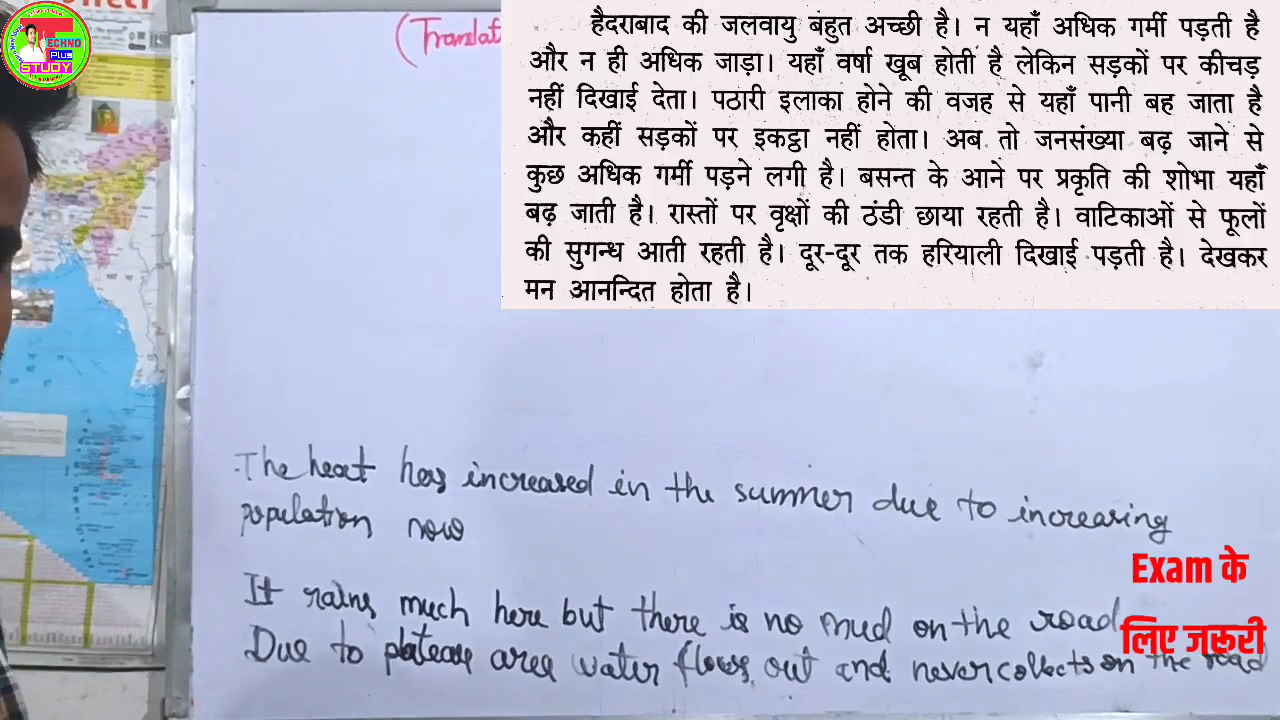 TECHNO
Plus
STUDY
(Translat
हैदराबाद की जलवायु बहुत अच्छी है। न यहाँ अधिक गर्मी पड़ती है
और न ही अधिक जाड़ा। यहाँ वर्षा खूब होती है लेकिन सड़कों पर कीचड़
नहीं दिखाई देता। पठारी इलाका होने की वजह से यहाँ पानी बह जाता है
और कहीं सड़कों पर इकट्ठा नहीं होता। अब तो जनसंख्या बढ़ जाने से
कुछ अधिक गर्मी पड़ने लगी है। बसन्त के आने पर प्रकृति की शोभा यहाँ
बढ़ जाती है। रास्तों पर वृक्षों की ठंडी छाया रहती है। वाटिकाओं से फूलों
की सुगन्ध आती रहती है। दूर-दूर तक हरियाली दिखाई पड़ती है। देखकर
मन आनन्दित होता है।
The heat has increased in the summer due to increasing
population now
It rains much here but there is no mud on the road
Due to plateau area water flows out and never collects on the road
Exam के
लिए जरूरी